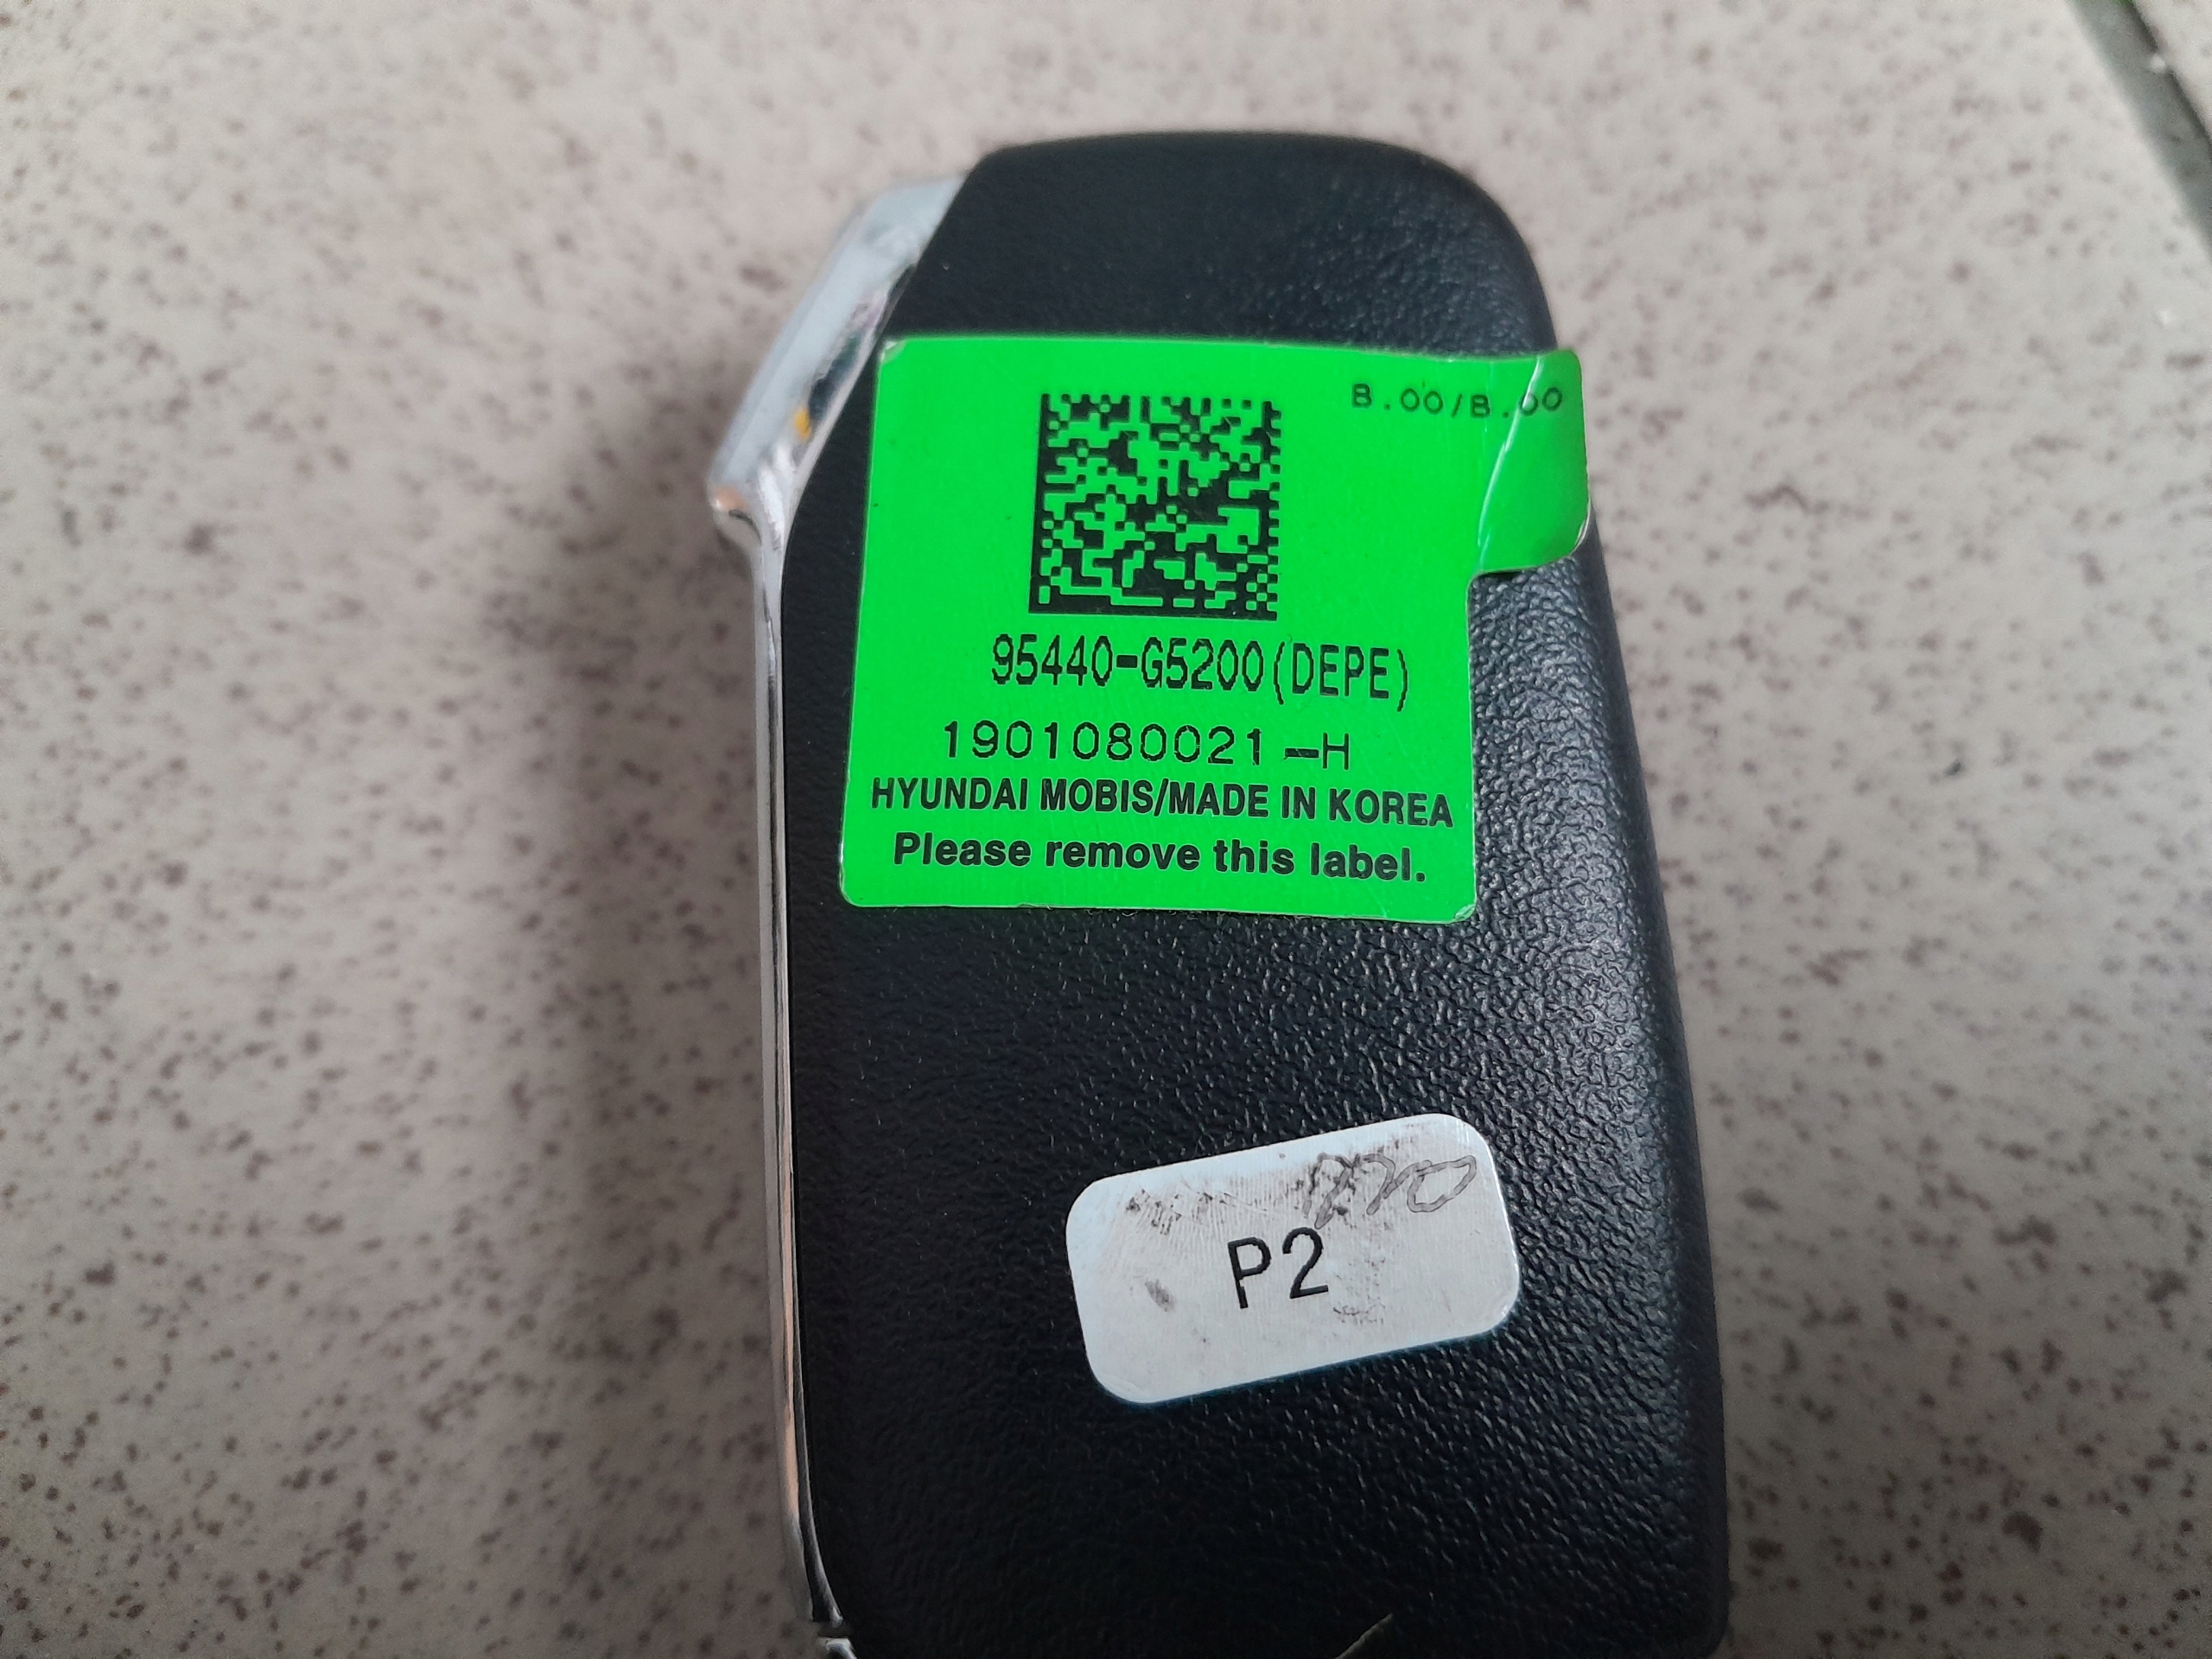 B.00/B.00
95440-G5200(DEPE)
1901080021-H
HYUNDAI MOBIS/MADE IN KOREA
Please remove this label.
P2